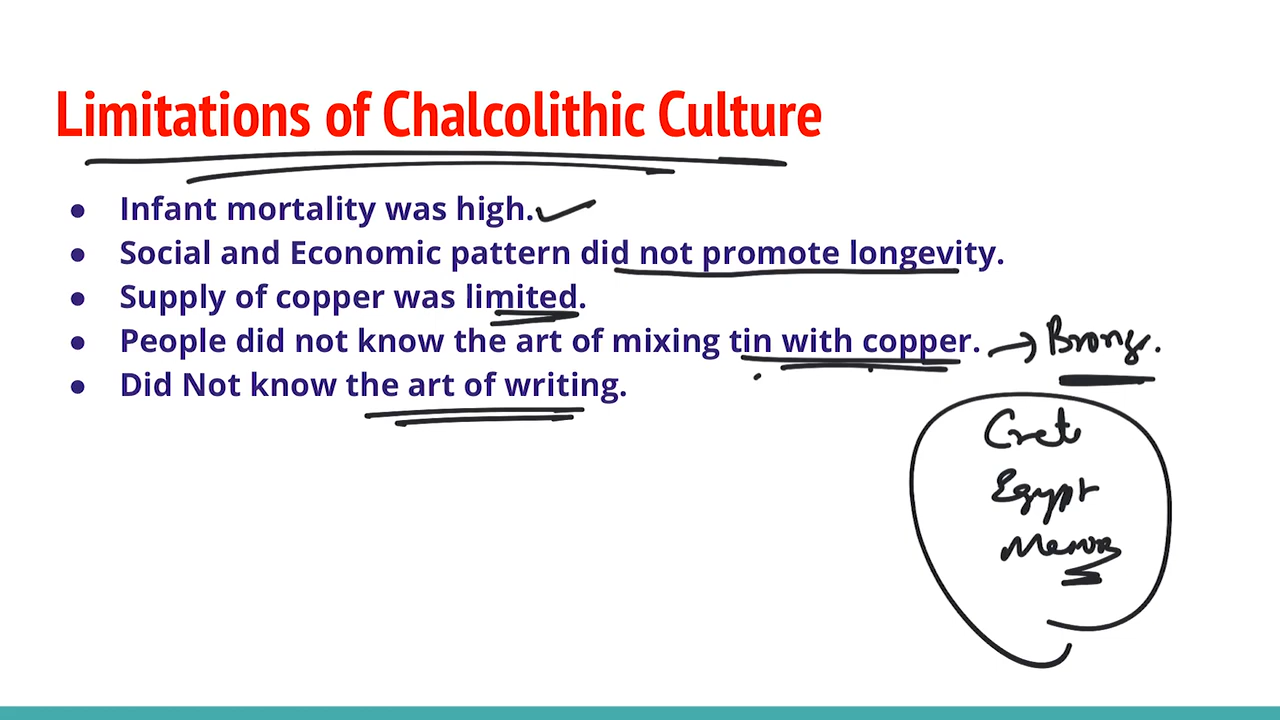 Limitations of Chalcolithic Culture
● Infant mortality was high.
● Social and Economic pattern did not promote longevity.
● Supply of copper was limited.
● People did not know the art of mixing tin with copper. → Bronze.
● Did Not know the art of writing.
Crete
Egypt